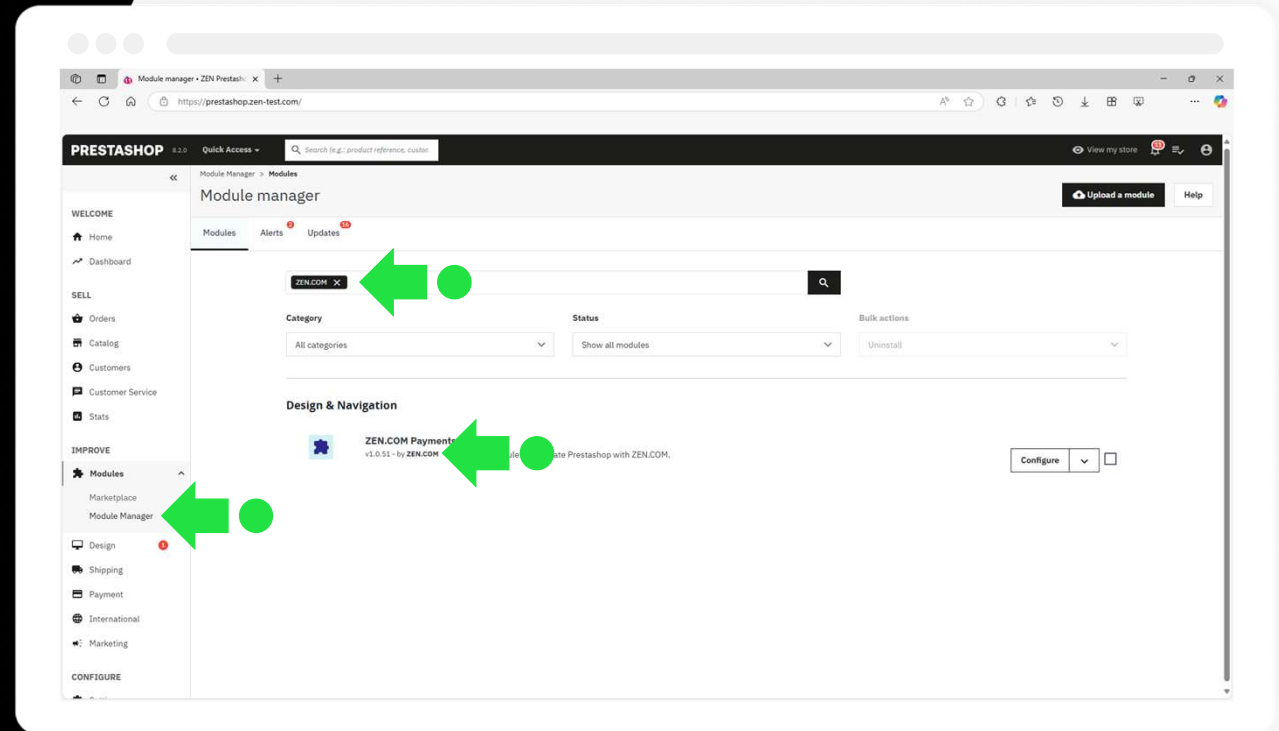 Module manager • ZEN Prestash
https://prestashop.zen-test.com/
PRESTASHOP 8.2.0 Quick Access Search (e.g.: product reference, custon View my store 33
Module Manager > Modules
Module manager
Upload a module Help
Modules Alerts 2 Updates 16
WELCOME
Home
Dashboard
SELL
Orders
Catalog
Customers
Customer Service
Stats
IMPROVE
Modules
Marketplace
Module Manager
Design 1
Shipping
Payment
International
Marketing
CONFIGURE
ZEN.COM X
Category Status Bulk actions
All categories Show all modules Uninstall
Design & Navigation
ZEN.COM Payments
v1.0.51 - by ZEN.COM Prestashop with ZEN.COM.
Configure